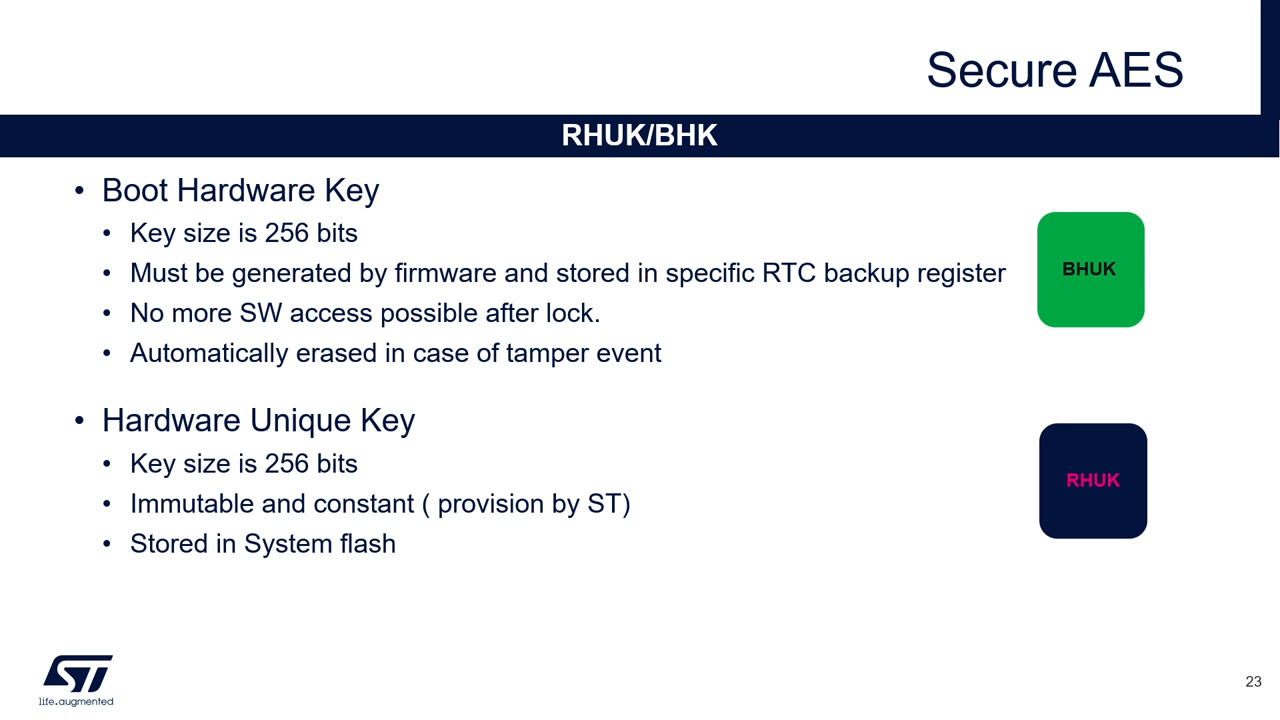 Secure AES
RHUK/BHK
• Boot Hardware Key
• Key size is 256 bits
• Must be generated by firmware and stored in specific RTC backup register
• No more SW access possible after lock.
• Automatically erased in case of tamper event
BHUK
• Hardware Unique Key
• Key size is 256 bits
• Immutable and constant ( provision by ST)
• Stored in System flash
RHUK
ST
life.augmented
23